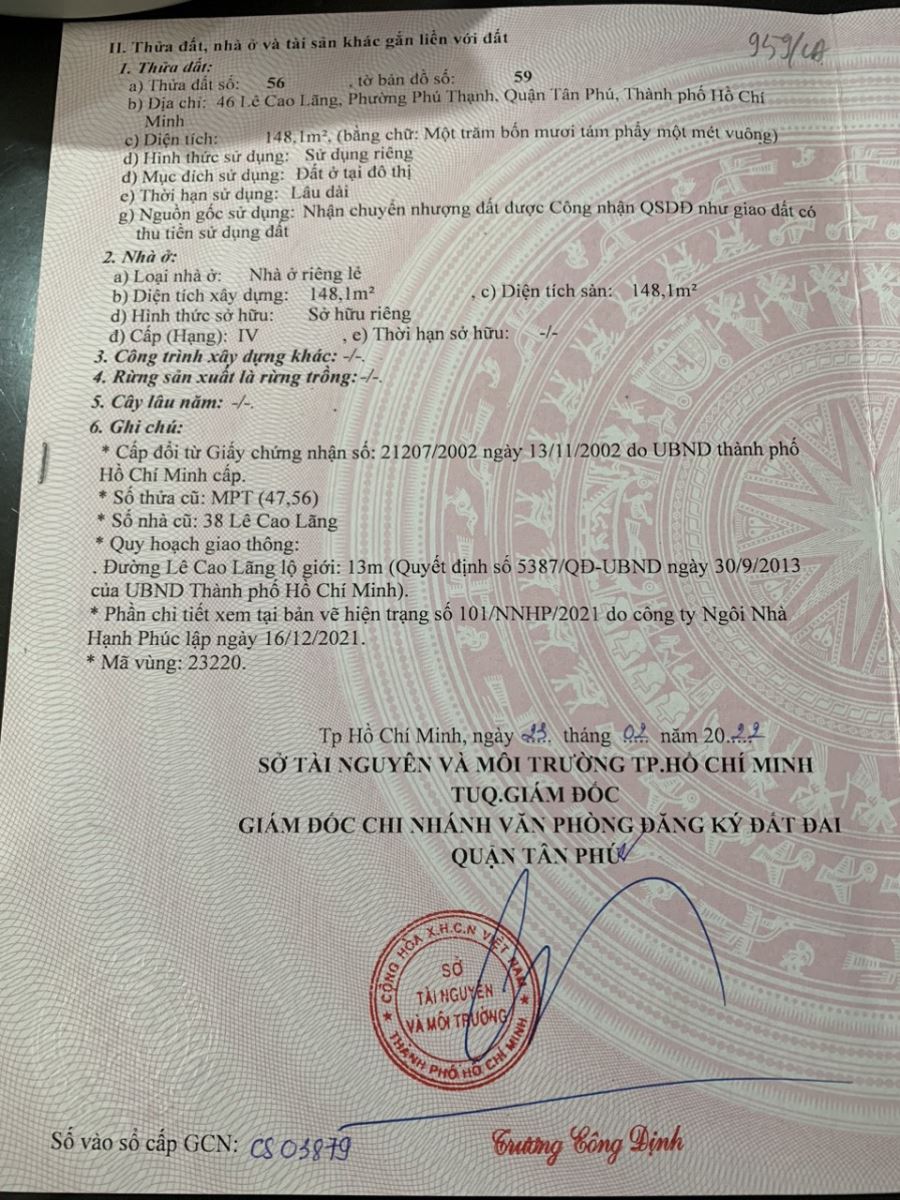 959/CA
II. Thửa đất, nhà ở và tài sản khác gắn liền với đất
1. Thửa đất:
a) Thửa đất số: 56 , tờ bản đồ số: 59
b) Địa chỉ: 46 Lê Cao Lãng, Phường Phú Thạnh, Quận Tân Phú, Thành phố Hồ Chí
Minh
c) Diện tích: 148,1m², (bằng chữ: Một trăm bốn mươi tám phẩy một mét vuông)
d) Hình thức sử dụng: Sử dụng riêng
đ) Mục đích sử dụng: Đất ở tại đô thị
e) Thời hạn sử dụng: Lâu dài
g) Nguồn gốc sử dụng: Nhận chuyển nhượng đất được Công nhận QSDĐ như giao đất có
thu tiền sử dụng đất
2. Nhà ở:
a) Loại nhà ở: Nhà ở riêng lẻ
b) Diện tích xây dựng: 148,1m² , c) Diện tích sàn: 148,1m²
d) Hình thức sở hữu: Sở hữu riêng
đ) Cấp (Hạng): IV , e) Thời hạn sở hữu: -/-
3. Công trình xây dựng khác: -/-.
4. Rừng sản xuất là rừng trồng: -/-.
5. Cây lâu năm: -/-.
6. Ghi chú:
* Cấp đổi từ Giấy chứng nhận số: 21207/2002 ngày 13/11/2002 do UBND thành phố
Hồ Chí Minh cấp.
* Số thửa cũ: MPT (47,56)
* Số nhà cũ: 38 Lê Cao Lãng
* Quy hoạch giao thông:
. Đường Lê Cao Lãng lộ giới: 13m (Quyết định số 5387/QĐ-UBND ngày 30/9/2013
của UBND Thành phố Hồ Chí Minh).
* Phần chi tiết xem tại bản vẽ hiện trạng số 101/NNHP/2021 do công ty Ngôi Nhà
Hạnh Phúc lập ngày 16/12/2021.
* Mã vùng: 23220.
Tp Hồ Chí Minh, ngày 23 tháng 02 năm 20.22
SỞ TÀI NGUYÊN VÀ MÔI TRƯỜNG TP.HỒ CHÍ MINH
TUQ.GIÁM ĐỐC
GIÁM ĐỐC CHI NHÁNH VĂN PHÒNG ĐĂNG KÝ ĐẤT ĐAI
QUẬN TÂN PHÚ
CỘNG HÒA X.H.C.N VIỆT NAM
SỞ
TÀI NGUYÊN
VÀ MÔI TRƯỜNG
THÀNH PHỐ HỒ CHÍ MINH
Số vào sổ cấp GCN: CS03879
Trương Công Định